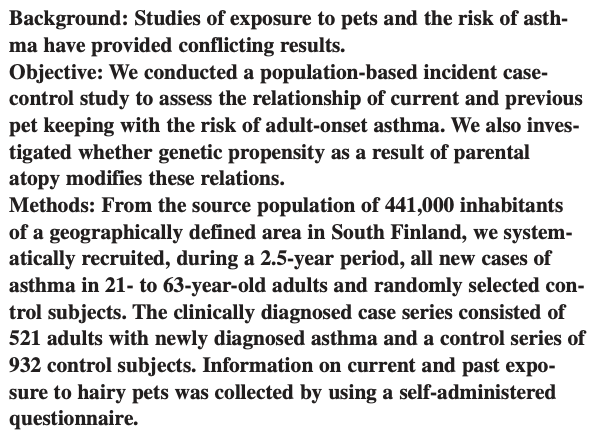 Background: Studies of exposure to pets and the risk of asth-
ma have provided conflicting results.
Objective: We conducted a population-based incident case-
control study to assess the relationship of current and previous
pet keeping with the risk of adult-onset asthma. We also inves-
tigated whether genetic propensity as a result of parental
atopy modifies these relations.
Methods: From the source population of 441,000 inhabitants
of a geographically defined area in South Finland, we system-
atically recruited, during a 2.5-year period, all new cases of
asthma in 21- to 63-year-old adults and randomly selected con-
trol subjects. The clinically diagnosed case series consisted of
521 adults with newly diagnosed asthma and a control series of
932 control subjects. Information on current and past expo-
sure to hairy pets was collected by using a self-administered
questionnaire.